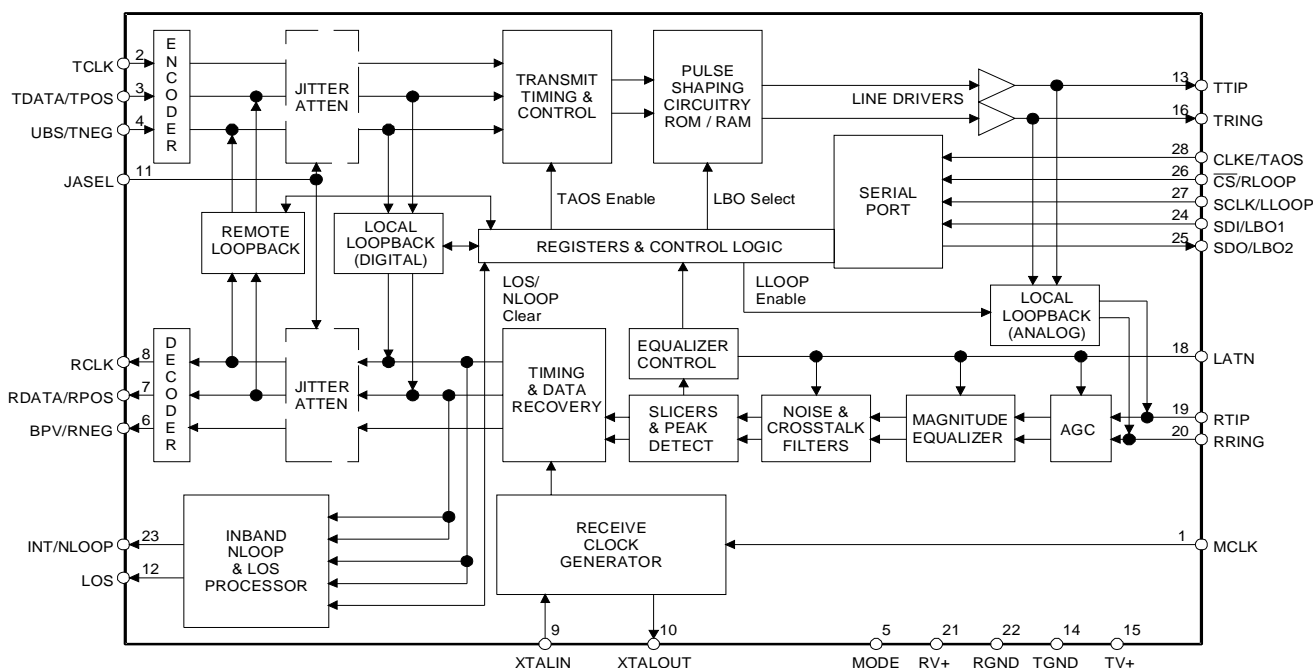 TCLK
2
TDATA/TPOS
3
UBS/TNEG
4
JASEL
11
ENCODER
JITTER
ATTEN
TRANSMIT
TIMING &
CONTROL
PULSE
SHAPING
CIRCUITRY
ROM / RAM
LINE DRIVERS
13
TTIP
16
TRING
28
CLKE/TAOS
26
CS/RLOOP
27
SCLK/LLOOP
24
SDI/LBO1
25
SDO/LBO2
SERIAL
PORT
TAOS Enable
LBO Select
REMOTE
LOOPBACK
LOCAL
LOOPBACK
(DIGITAL)
REGISTERS & CONTROL LOGIC
LOS/
NLOOP
Clear
LLOOP
Enable
LOCAL
LOOPBACK
(ANALOG)
RCLK
8
RDATA/RPOS
7
BPV/RNEG
6
DECODER
JITTER
ATTEN
TIMING
& DATA
RECOVERY
EQUALIZER
CONTROL
SLICERS
& PEAK
DETECT
NOISE &
CROSSTALK
FILTERS
MAGNITUDE
EQUALIZER
AGC
18
LATN
19
RTIP
20
RRING
INT/NLOOP
23
LOS
12
INBAND
NLOOP
& LOS
PROCESSOR
RECEIVE
CLOCK
GENERATOR
1
MCLK
9
XTALIN
10
XTALOUT
5
MODE
21
RV+
22
RGND
14
TGND
15
TV+